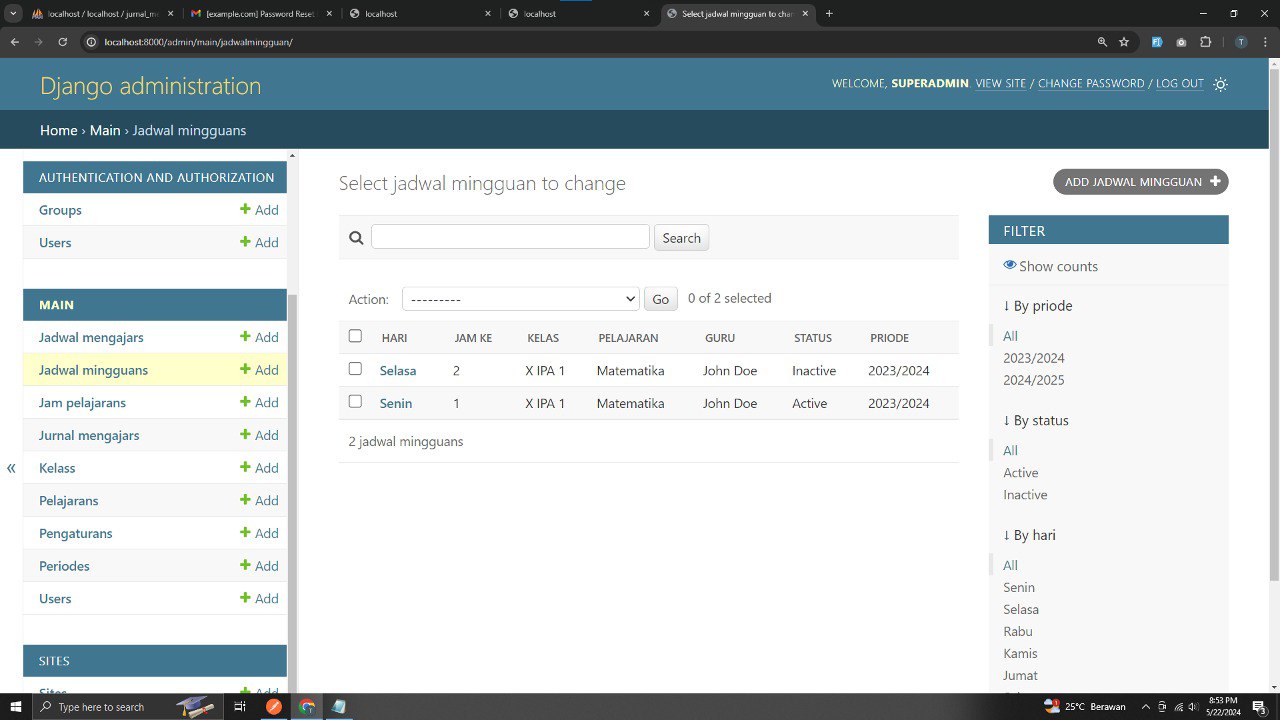 localhost / jurnal_m
[example.com] Password Reset
localhost
localhost
Select jadwal mingguan to chan
localhost:8000/admin/main/jadwalmingguan/
T
Django administration
WELCOME, SUPERADMIN. VIEW SITE / CHANGE PASSWORD / LOG OUT
Home › Main › Jadwal mingguans
AUTHENTICATION AND AUTHORIZATION
Groups Add
Users Add
MAIN
Jadwal mengajars Add
Jadwal mingguans Add
Jam pelajarans Add
Jurnal mengajars Add
«
Kelass Add
Pelajarans Add
Pengaturans Add
Periodes Add
Users Add
SITES
Sites Add
Select jadwal mingguan to change
ADD JADWAL MINGGUAN
Search
Action: --------- Go 0 of 2 selected
HARI JAM KE KELAS PELAJARAN GURU STATUS PRIODE
Selasa 2 X IPA 1 Matematika John Doe Inactive 2023/2024
Senin 1 X IPA 1 Matematika John Doe Active 2023/2024
2 jadwal mingguans
FILTER
Show counts
↓ By priode
All
2023/2024
2024/2025
↓ By status
All
Active
Inactive
↓ By hari
All
Senin
Selasa
Rabu
Kamis
Jumat
Type here to search
25°C Berawan
8:53 PM
5/22/2024